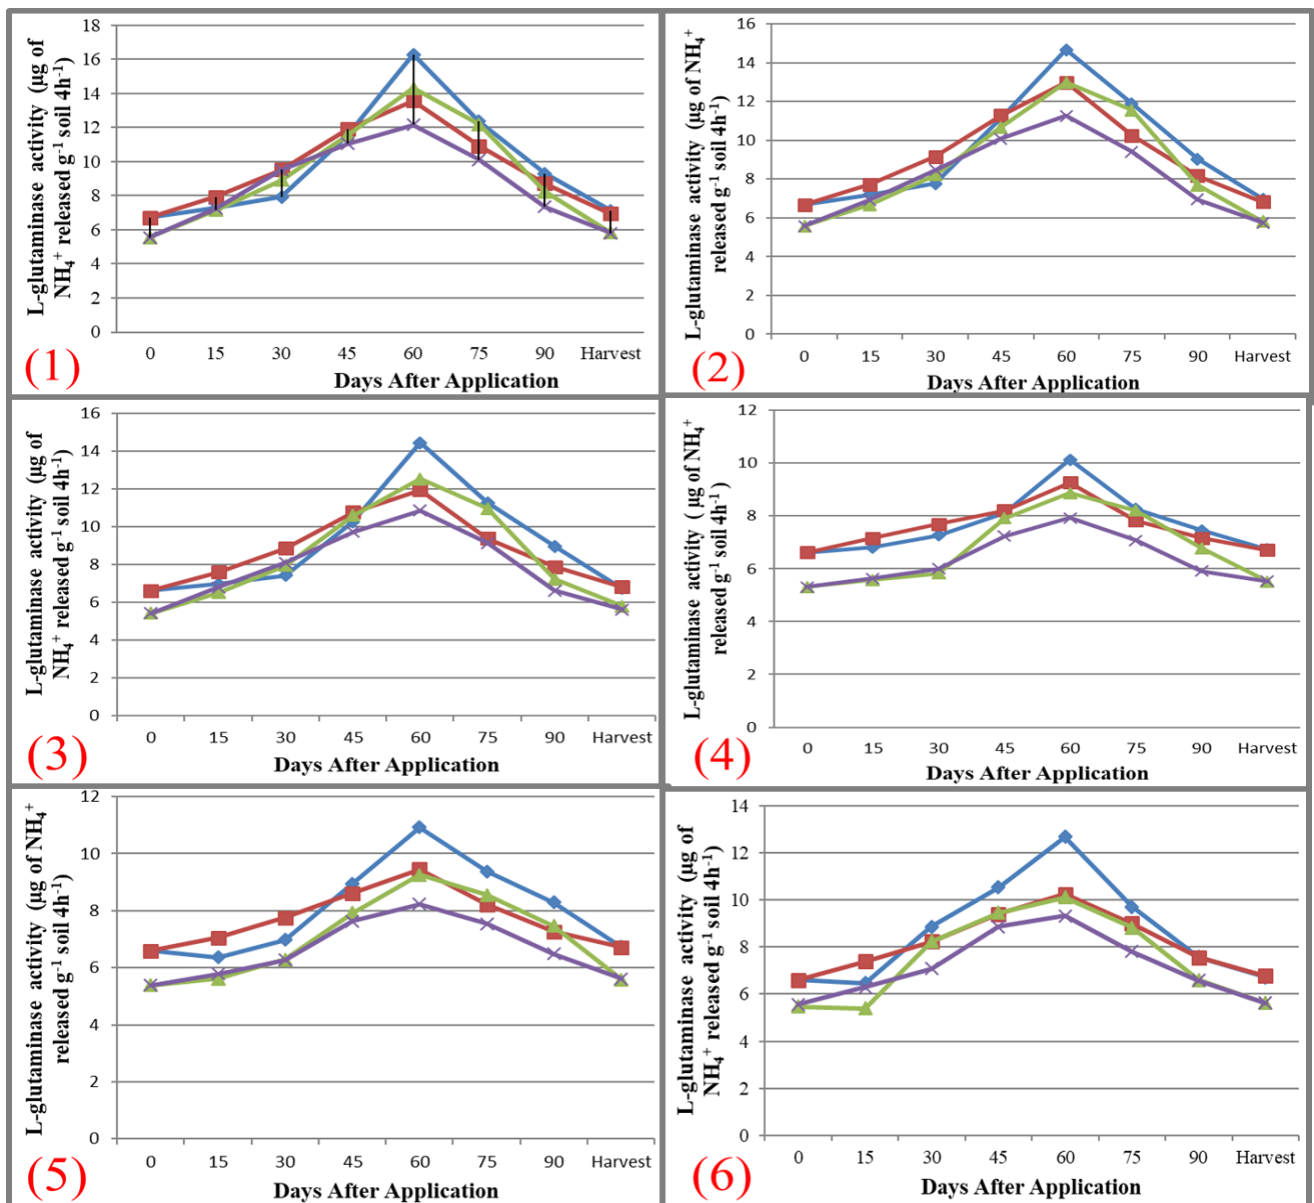 L-glutaminase activity (µg of
NH₄⁺ released g⁻¹ soil 4h⁻¹)
18
16
14
12
10
8
6
4
2
0
0 15 30 45 60 75 90 Harvest
Days After Application
(1)
L-glutaminase activity (µg of NH₄⁺
released g⁻¹ soil 4h⁻¹)
16
14
12
10
8
6
4
2
0
0 15 30 45 60 75 90 Harvest
Days After Application
(2)
L-glutaminase activity (µg of
NH₄⁺ released g⁻¹ soil 4h⁻¹)
16
14
12
10
8
6
4
2
0
0 15 30 45 60 75 90 Harvest
Days After Application
(3)
L-glutaminase activity ( µg of NH₄⁺
released g⁻¹ soil 4h⁻¹)
12
10
8
6
4
2
0
0 15 30 45 60 75 90 Harvest
Days After Application
(4)
L-glutaminase activity (µg of NH₄⁺
released g⁻¹ soil 4h⁻¹)
12
10
8
6
4
2
0
0 15 30 45 60 75 90 Harvest
Days After Application
(5)
L-glutaminase activity (µg of
NH₄⁺ released g⁻¹ soil 4h⁻¹)
14
12
10
8
6
4
2
0
0 15 30 45 60 75 90 Harvest
Days After Application
(6)